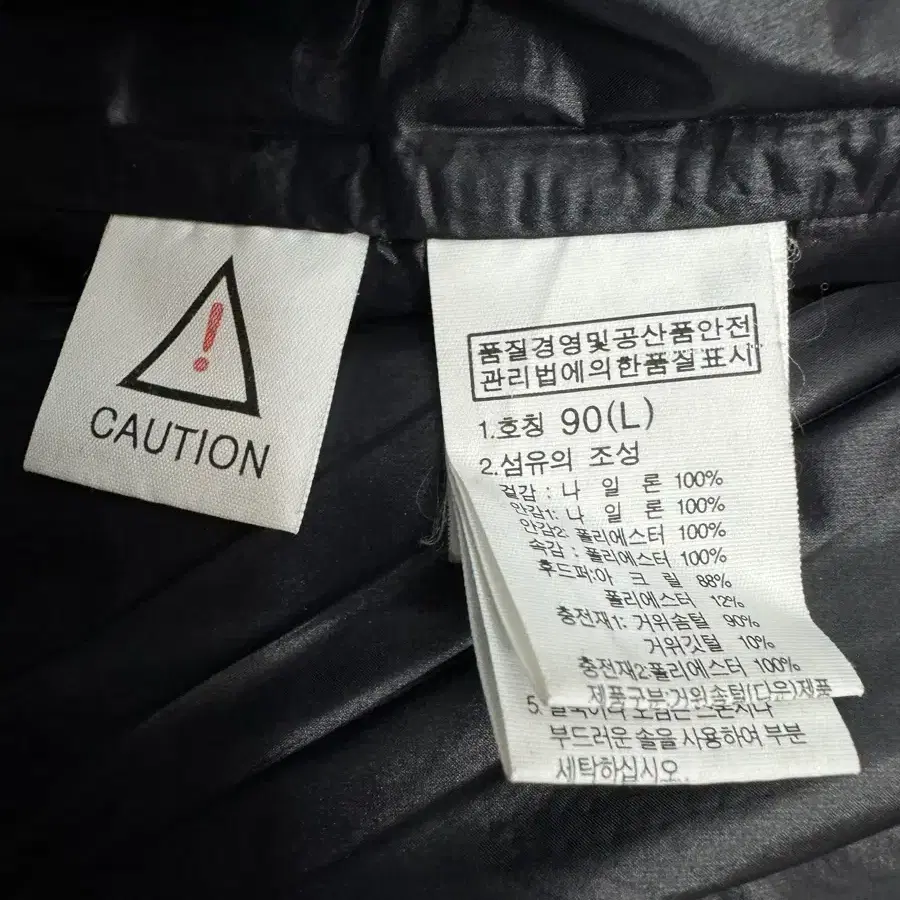 CAUTION
품질경영및공산품안전
관리법에의한품질표시
1.호칭 90(L)
2.섬유의 조성
겉감 : 나 일 론 100%
안감1: 나 일 론 100%
안감2: 폴리에스터 100%
속감 : 폴리에스터 100%
후드퍼:아 크 릴 88%
폴리에스터 12%
충전재1: 거위솜털 90%
거위깃털 10%
충전재2:폴리에스터 100%
제품구분:거위솜털(다운)제품
5.
부드러운 솔을 사용하여 부분
세탁하십시오.